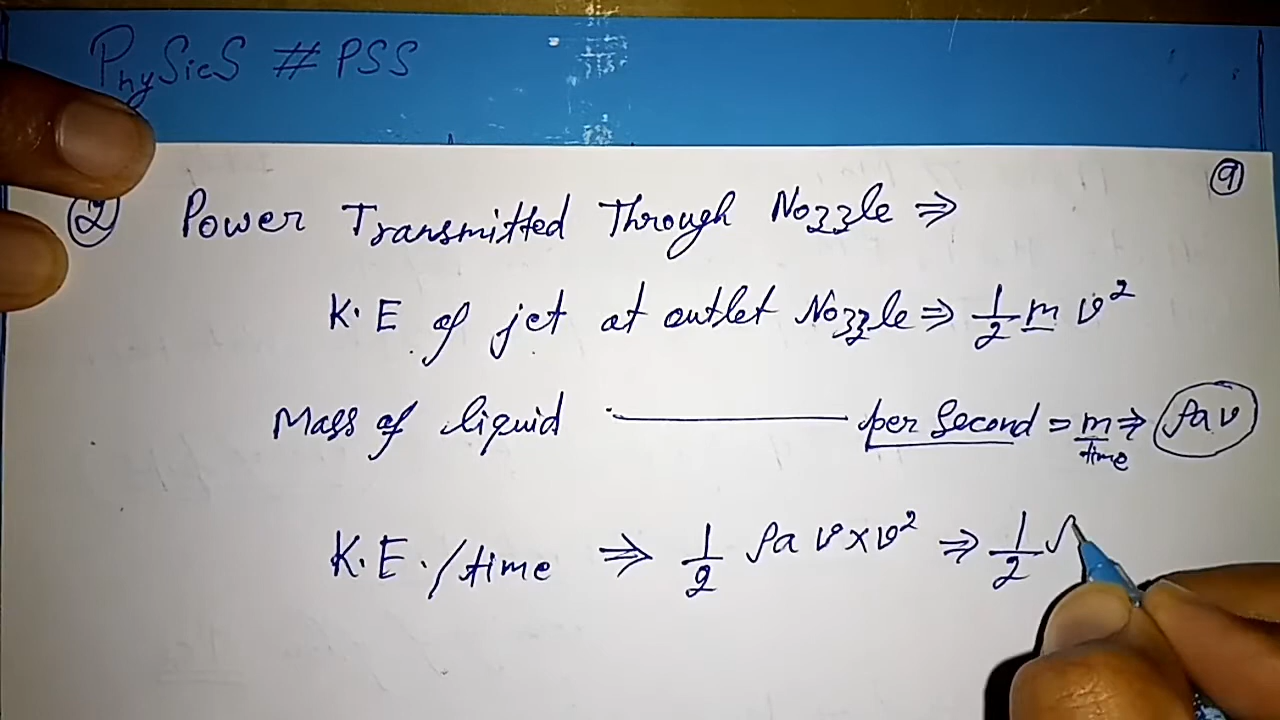 PhySicS # PSS
⑨
② Power Transmitted Through Nozzle ⇒
K.E of jet at outlet Nozzle ⇒ 1/2 m v²
Mass of liquid ——— per Second = m/time ⇒ ρav
K.E./time ⇒ 1/2 ρa v×v² ⇒ 1/2 ρ